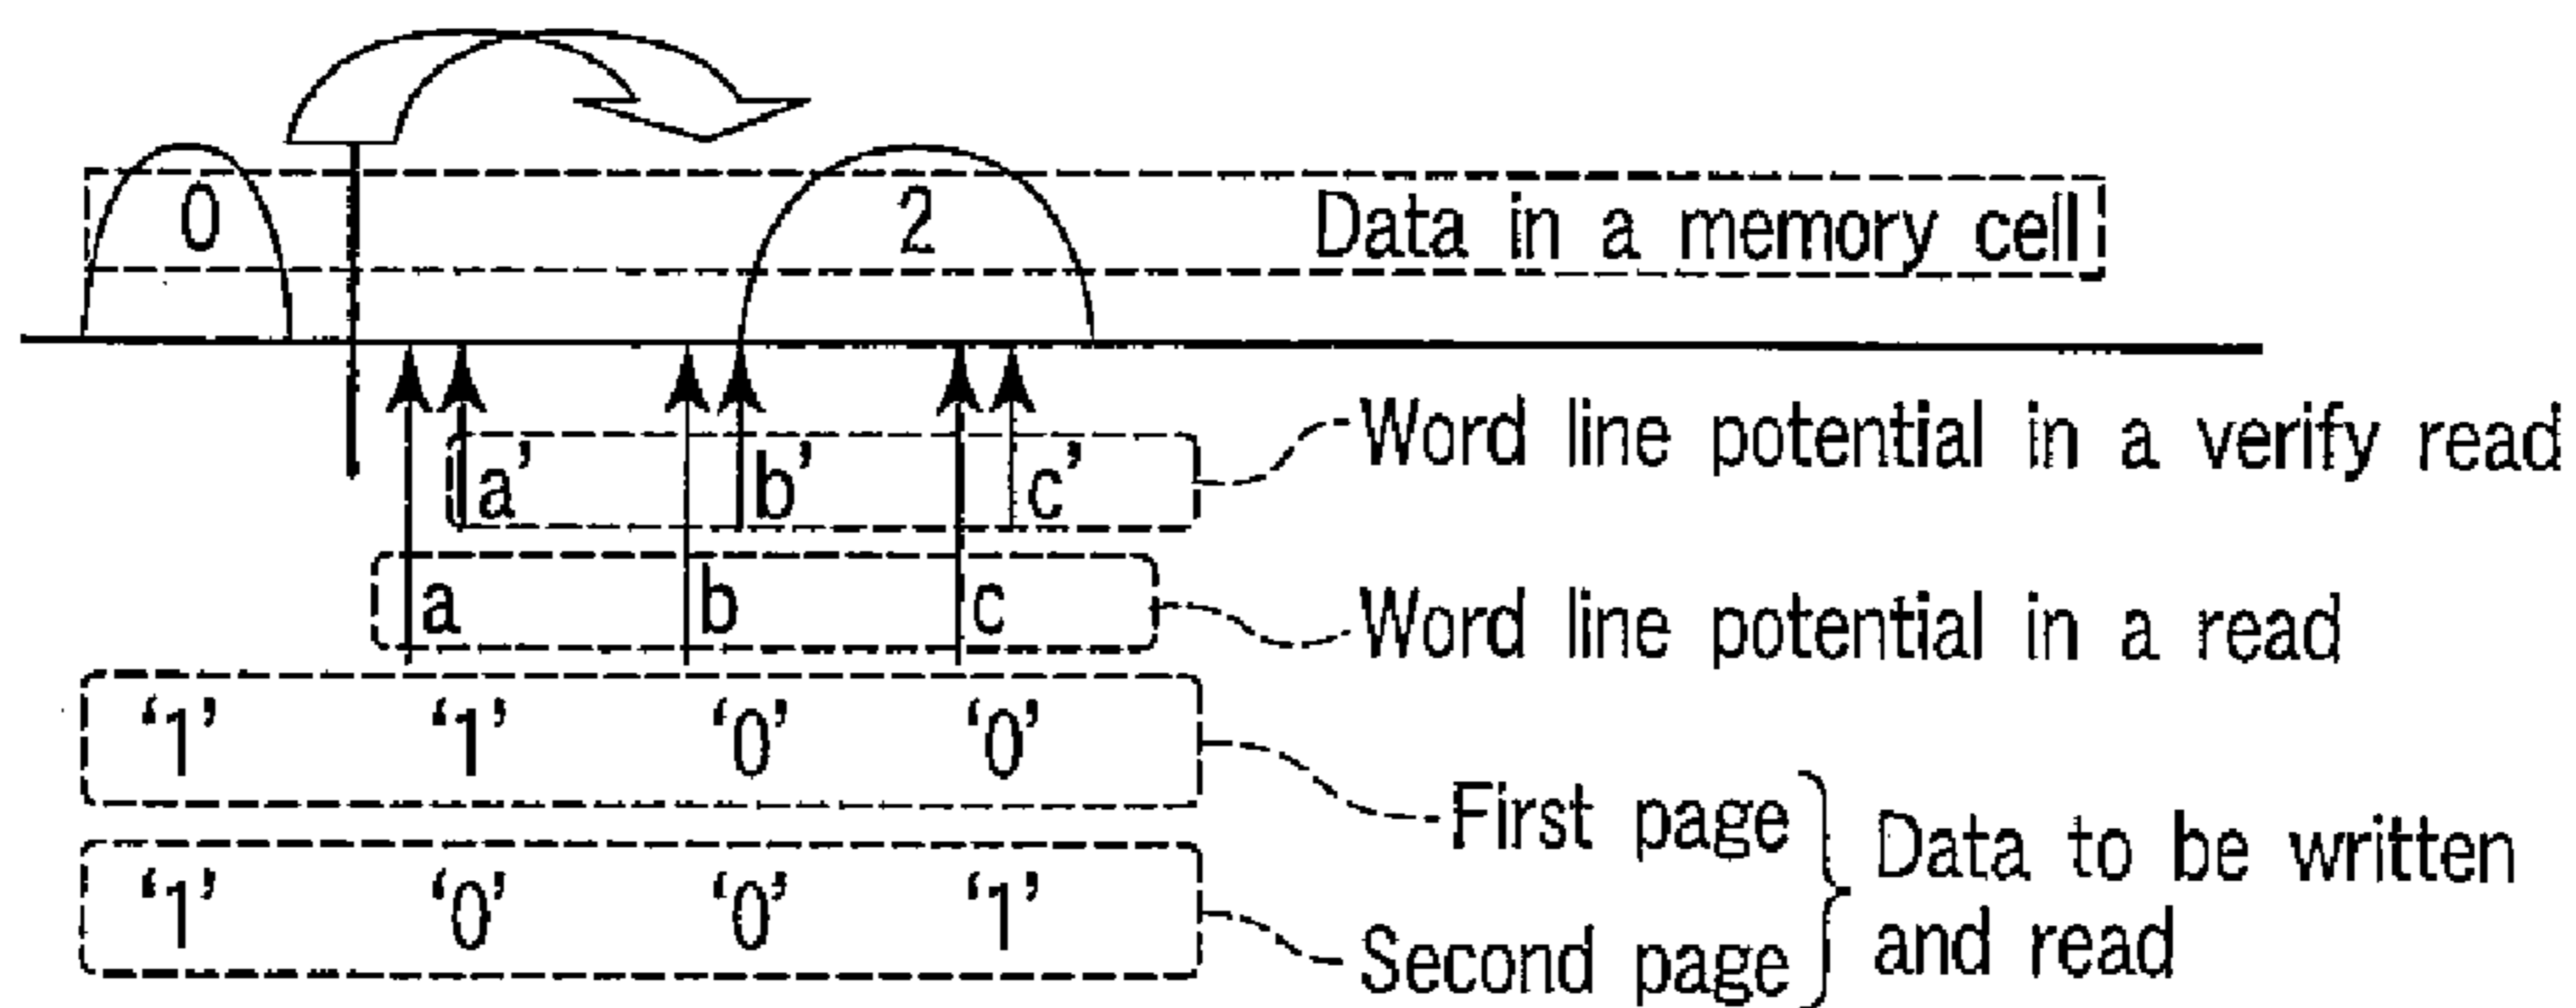 0 2 Data in a memory cell
a’ b’ c’ Word line potential in a verify read
a b c Word line potential in a read
‘1’ ‘1’ ‘0’ ‘0’
First page
‘1’ ‘0’ ‘0’ ‘1’
Second page
Data to be written
and read